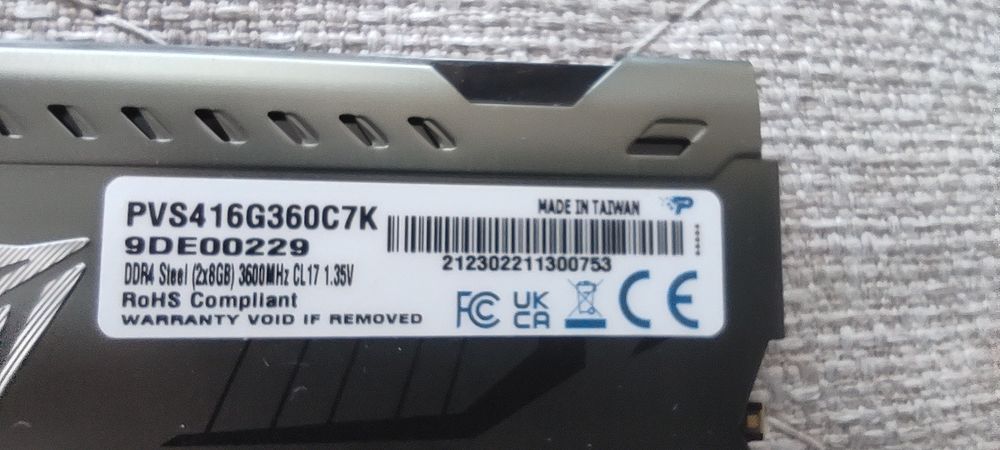 PVS416G360C7K
MADE IN TAIWAN
9DE00229
212302211300753
DDR4 Steel (2x8GB) 3600MHz CL17 1.35V
RoHS Compliant
WARRANTY VOID IF REMOVED
FC
UK
CA
CE